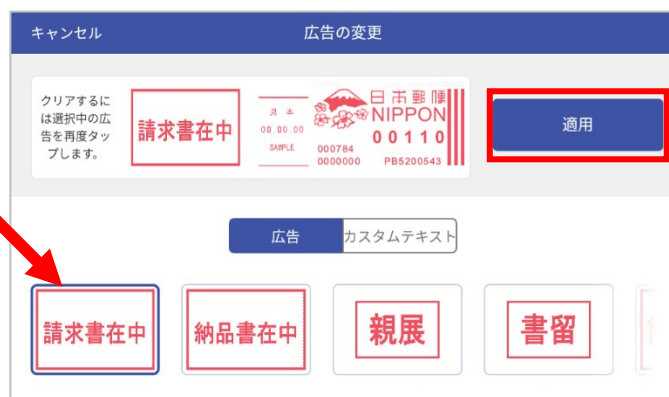 キャンセル
広告の変更
クリアするに
は選択中の広
告を再度タッ
プします。
請求書在中
見本
00 00.00
SAMPLE
000784
0000000
日本郵便
NIPPON
00110
PB5200543
適用
広告
カスタムテキスト
請求書在中
納品書在中
親展
書留